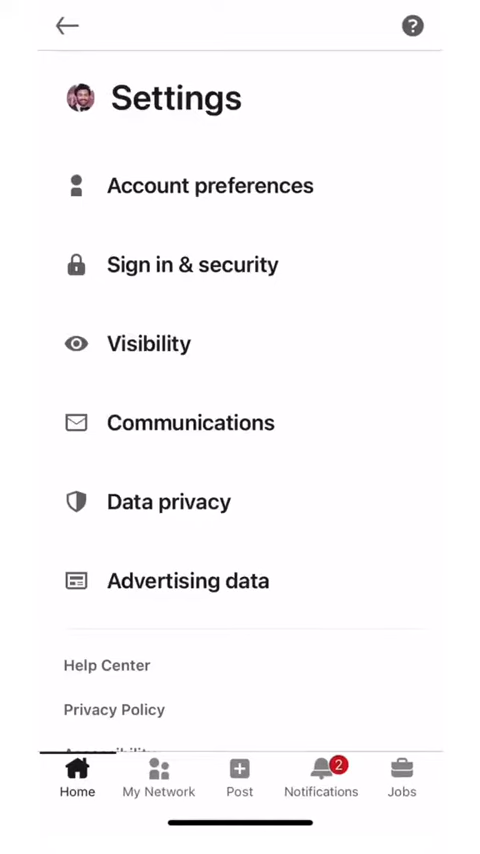 Settings
Account preferences
Sign in & security
Visibility
Communications
Data privacy
Advertising data
Help Center
Privacy Policy
2
Home
My Network
Post
Notifications
Jobs